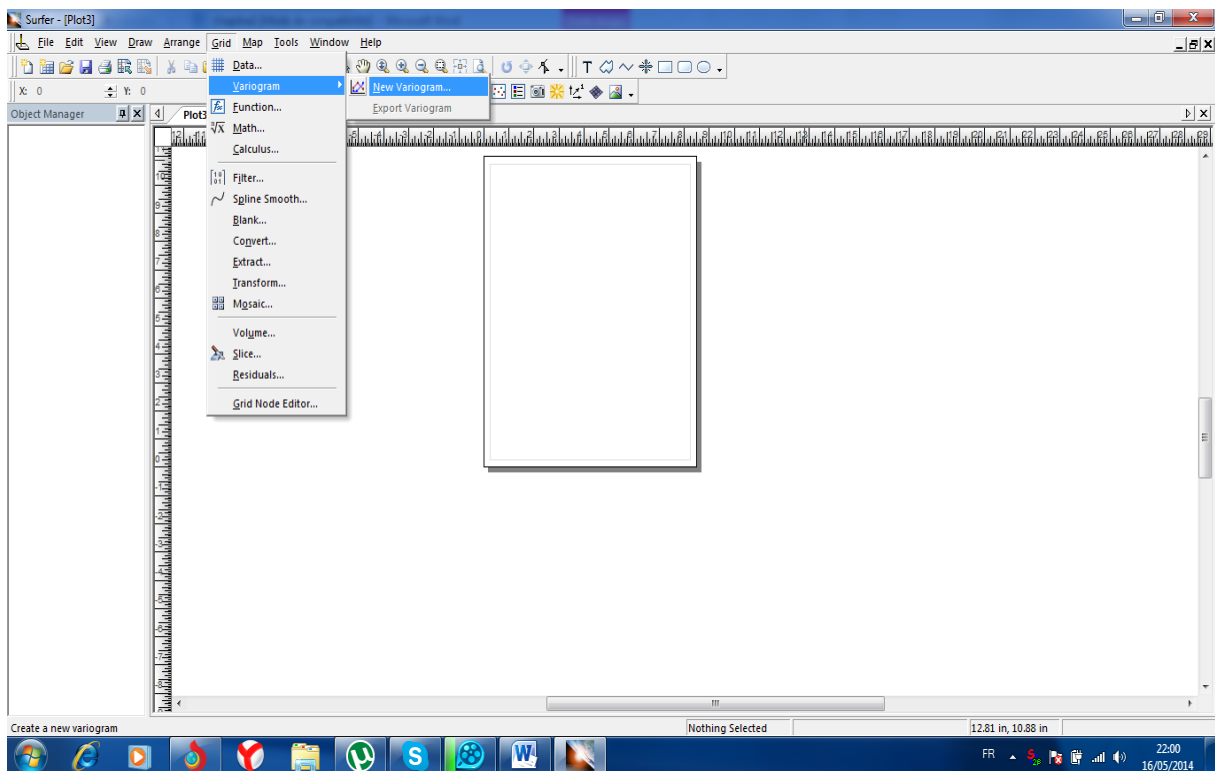 Surfer - [Plot3]
File Edit View Draw Arrange Grid Map Tools Window Help
X: 0 Y: 0
Object Manager
Plot3
Data...
Variogram
Function...
Math...
Calculus...
Filter...
Spline Smooth...
Blank...
Convert...
Extract...
Transform...
Mosaic...
Volume...
Slice...
Residuals...
Grid Node Editor...
New Variogram...
Export Variogram
Create a new variogram
Nothing Selected
12.81 in, 10.88 in
FR
22:00
16/05/2014